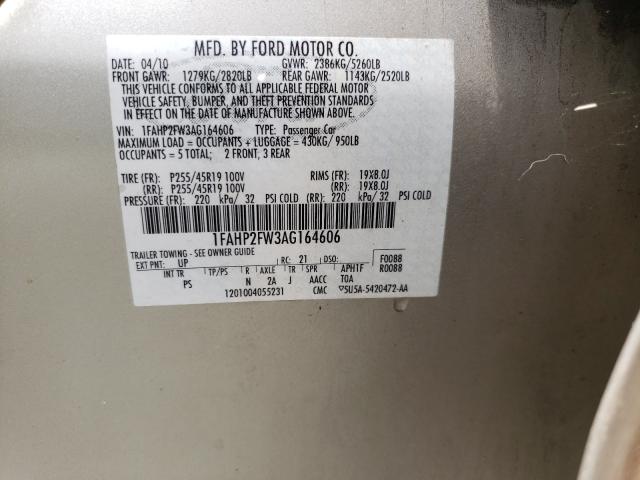 MFD. BY FORD MOTOR CO.
DATE: 04/10 GVWR: 2386KG/5260LB
FRONT GAWR: 1279KG/2820LB REAR GAWR: 1143KG/2520LB
THIS VEHICLE CONFORMS TO ALL APPLICABLE FEDERAL MOTOR
VEHICLE SAFETY, BUMPER, AND THEFT PREVENTION STANDARDS
IN EFFECT ON THE DATE OF MANUFACTURE SHOWN ABOVE.
VIN: 1FAHP2FW3AG164606 TYPE: Passenger Car
MAXIMUM LOAD = OCCUPANTS + LUGGAGE = 430KG/950LB
OCCUPANTS = 5 TOTAL; 2 FRONT, 3 REAR
TIRE: (FR): P255/45R19 100V RIMS (FR): 19X8.0J
(RR): P255/45R19 100V (RR): 19X8.0J
PRESSURE: (FR): 220 kPa/ 32 PSI COLD (RR): 220 kPa/ 32 PSI COLD
1FAHP2FW3AG164606
TRAILER TOWING - SEE OWNER GUIDE
EXT PNT: UP RC: 21 DSO: F0088
INT TR TP/PS R AXLE TR SPR APHTF R0088
PS N 2A J AACC TOA
1201004055231 CMC ▽5U5A-5420472-AA